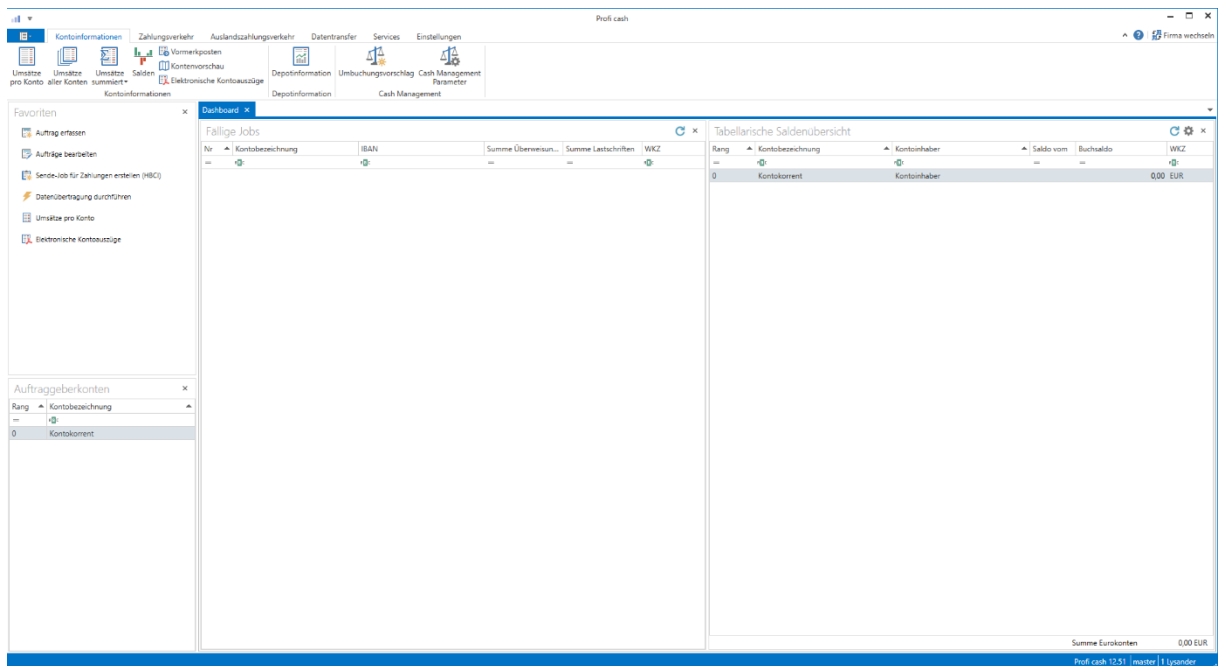 Profi cash
Kontoinformationen Zahlungsverkehr Auslandszahlungsverkehr Datentransfer Services Einstellungen
Firma wechseln
Umsätze pro Konto
Umsätze aller Konten
Umsätze summiert
Salden
Vormerkposten
Kontenvorschau
Elektronische Kontoauszüge
Depotinformation
Umbuchungsvorschlag
Cash Management Parameter
Kontoinformationen Depotinformation Cash Management
Favoriten
Auftrag erfassen
Aufträge bearbeiten
Sende-Job für Zahlungen erstellen (HBCI)
Datenübertragung durchführen
Umsätze pro Konto
Elektronische Kontoauszüge
Auftraggeberkonten
Rang Kontobezeichnung
0 Kontokorrent
Dashboard
Fällige Jobs
Nr Kontobezeichnung IBAN Summe Überweisun... Summe Lastschriften WKZ
Tabellarische Saldenübersicht
Rang Kontobezeichnung Kontoinhaber Saldo vom Buchsaldo WKZ
0 Kontokorrent Kontoinhaber 0,00 EUR
Summe Eurokonten 0,00 EUR
Profi cash 12.51 master 1 Lysander